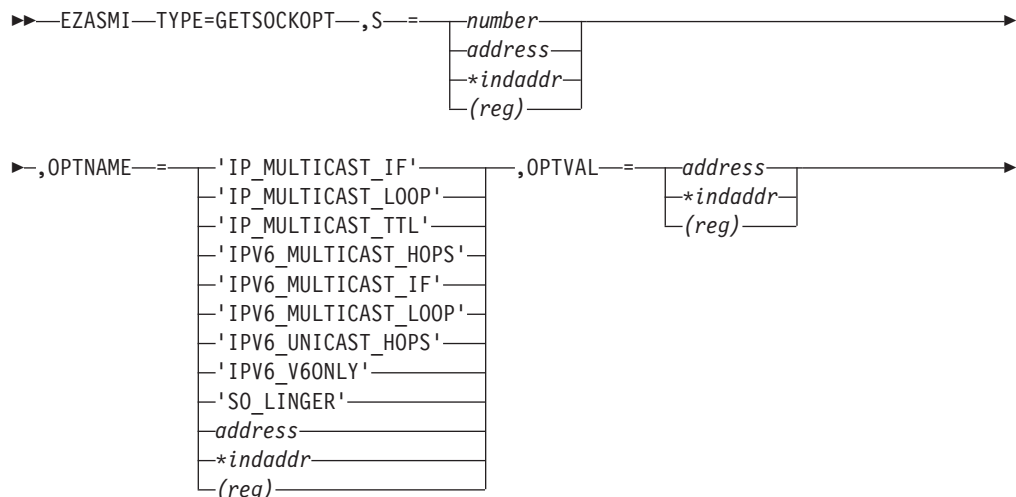 EZASMI TYPE=GETSOCKOPT ,S = number
address
*indaddr
(reg)
,OPTNAME = 'IP_MULTICAST_IF' ,OPTVAL = address
'IP_MULTICAST_LOOP' *indaddr
'IP_MULTICAST_TTL' (reg)
'IPV6_MULTICAST_HOPS'
'IPV6_MULTICAST_IF'
'IPV6_MULTICAST_LOOP'
'IPV6_UNICAST_HOPS'
'IPV6_V6ONLY'
'SO_LINGER'
address
*indaddr
(reg)